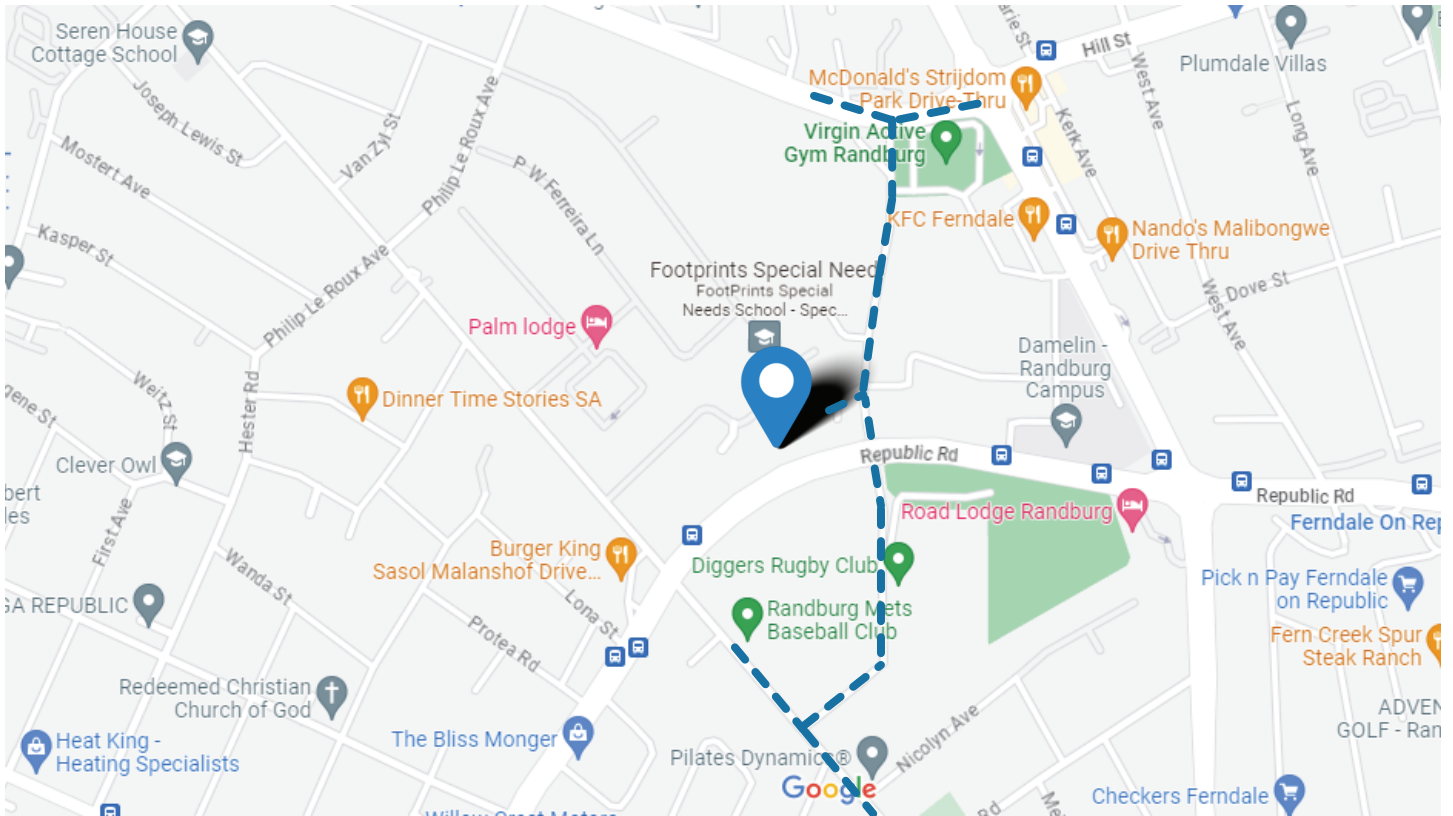 Seren House
Cottage School
Hill St
Plumdale Villas
McDonald's Strijdom
Park Drive-Thru
Joseph Lewis St
Van Zyl St
Philip Le Roux Ave
West Ave
Kerk Ave
Long Ave
Virgin Active
Gym Randburg
Mostert Ave
P W Ferreira Ln
KFC Ferndale
Nando's Malibongwe
Drive Thru
Kasper St
Philip Le Roux Ave
Footprints Special Need
FootPrints Special
Needs School - Spec...
West Ave
Dove St
Palm lodge
Damelin -
Randburg
Campus
Weitz St
Hester Rd
Dinner Time Stories SA
gene St
Clever Owl
Republic Rd
bert
les
Republic Rd
Road Lodge Randburg
Ferndale On Rep
First Ave
Wanda St
Burger King
Sasol Malanshof Drive...
Diggers Rugby Club
Pick n Pay Ferndale
on Republic
GA REPUBLIC
Lona St
Randburg Mets
Baseball Club
Protea Rd
Fern Creek Spur
Steak Ranch
Redeemed Christian
Church of God
ADVEN
GOLF - Ran
Heat King -
Heating Specialists
The Bliss Monger
Pilates Dynamics®
Nicolyn Ave
Google
Checkers Ferndale
Rd